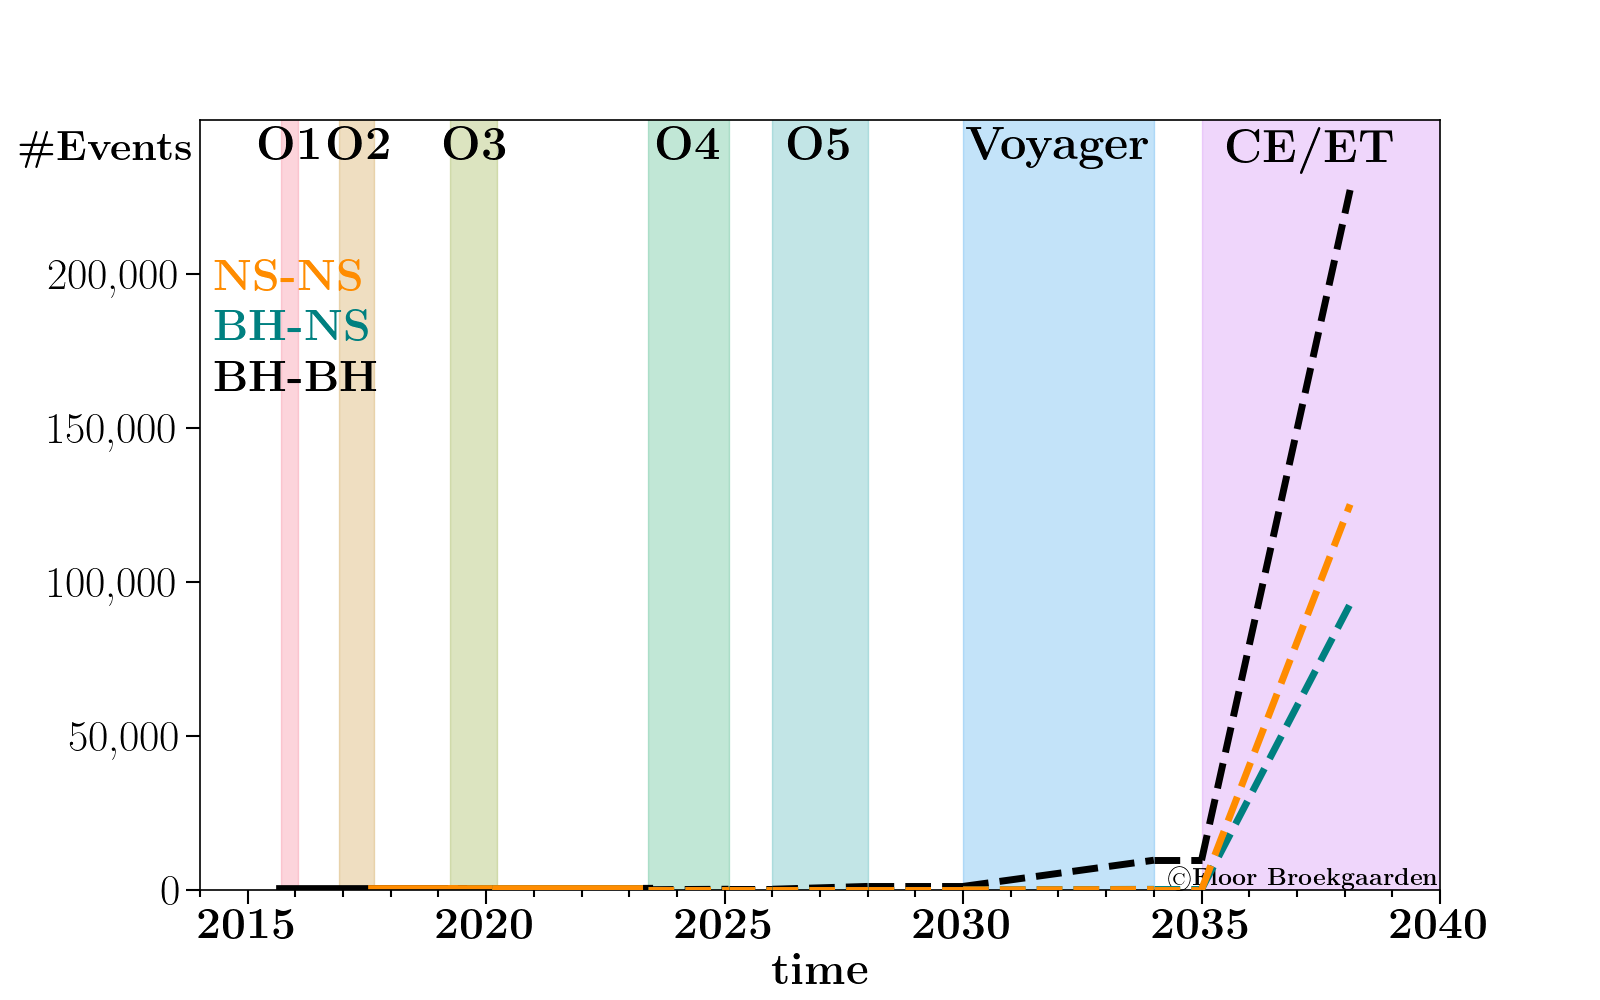 #Events
O1 O2 O3 O4 O5 Voyager CE/ET
200,000
150,000
100,000
50,000
0
NS-NS
BH-NS
BH-BH
©Floor Broekgaarden
2015 2020 2025 2030 2035 2040
time